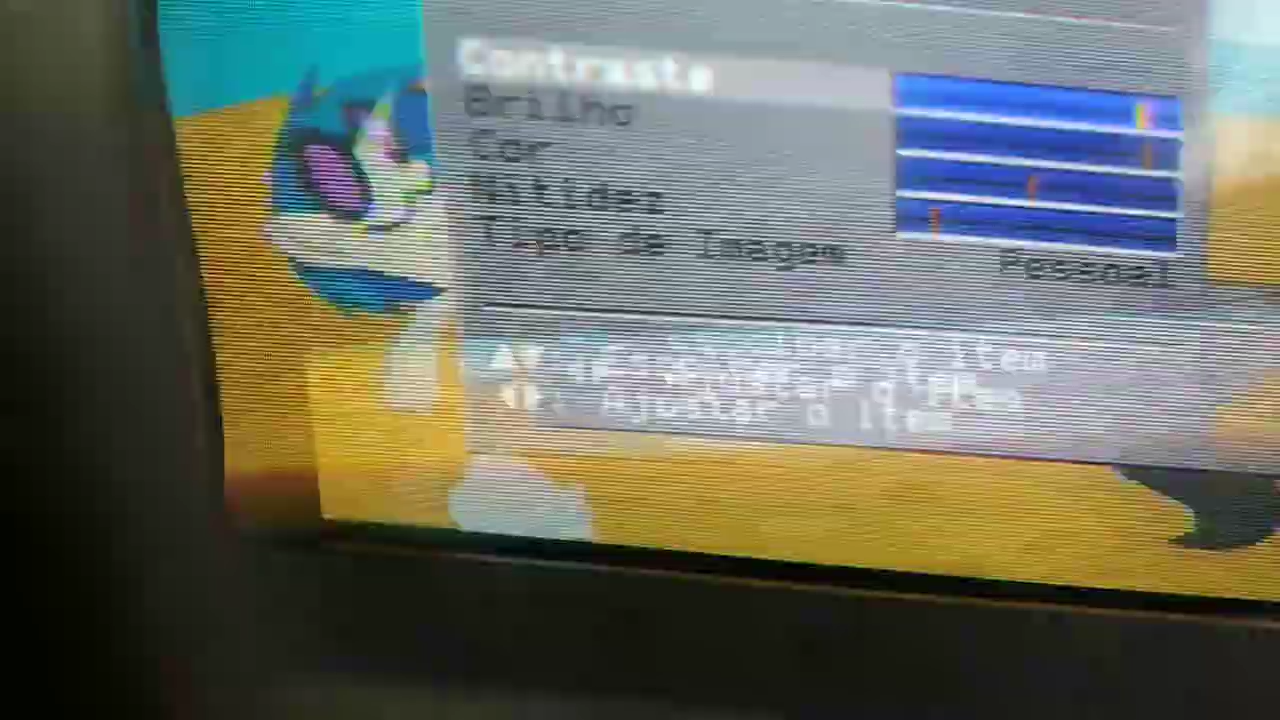 Contraste
Brilho
Cor
Nitidez
Tipo de Imagem Pessoal
Ajustar o Item